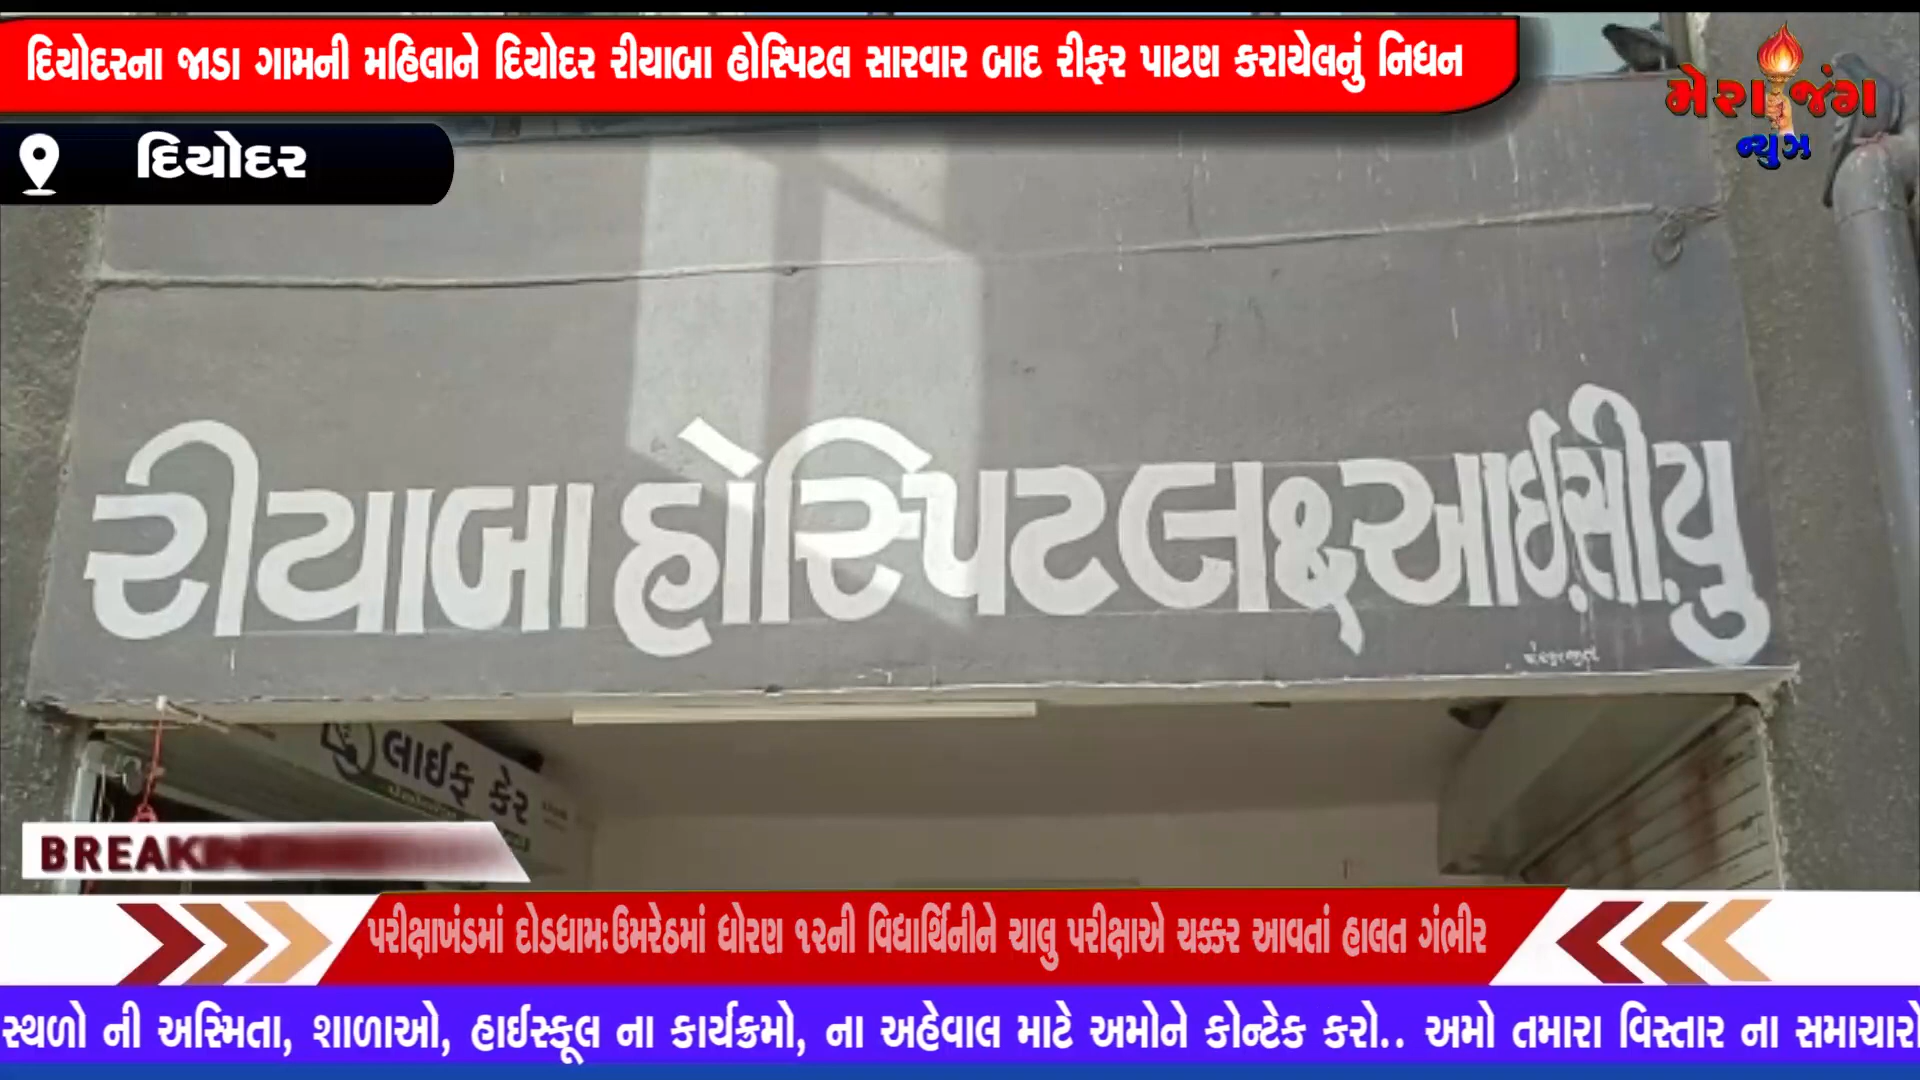 દિયોદરના જાડા ગામની મહિલાને દિયોદર રીયાબા હોસ્પિટલ સારવાર બાદ રીફર પાટણ કરાયેલનું નિધન
મેરા જંગ
ન્યુઝ
દિયોદર
રીયાબા હોસ્પિટલ & આઈ.સી.યુ
લાઈફ કેર
BREAK
પરીક્ષાખંડમાં દોડધામ:ઉમરેઠમાં ધોરણ ૧૨ની વિદ્યાર્થિનીને ચાલુ પરીક્ષાએ ચક્કર આવતાં હાલત ગંભીર
સ્થળો ની અસ્મિતા, શાળાઓ, હાઈસ્કૂલ ના કાર્યક્રમો, ના અહેવાલ માટે અમોને કોન્ટેક કરો.. અમો તમારા વિસ્તાર ના સમાચારો